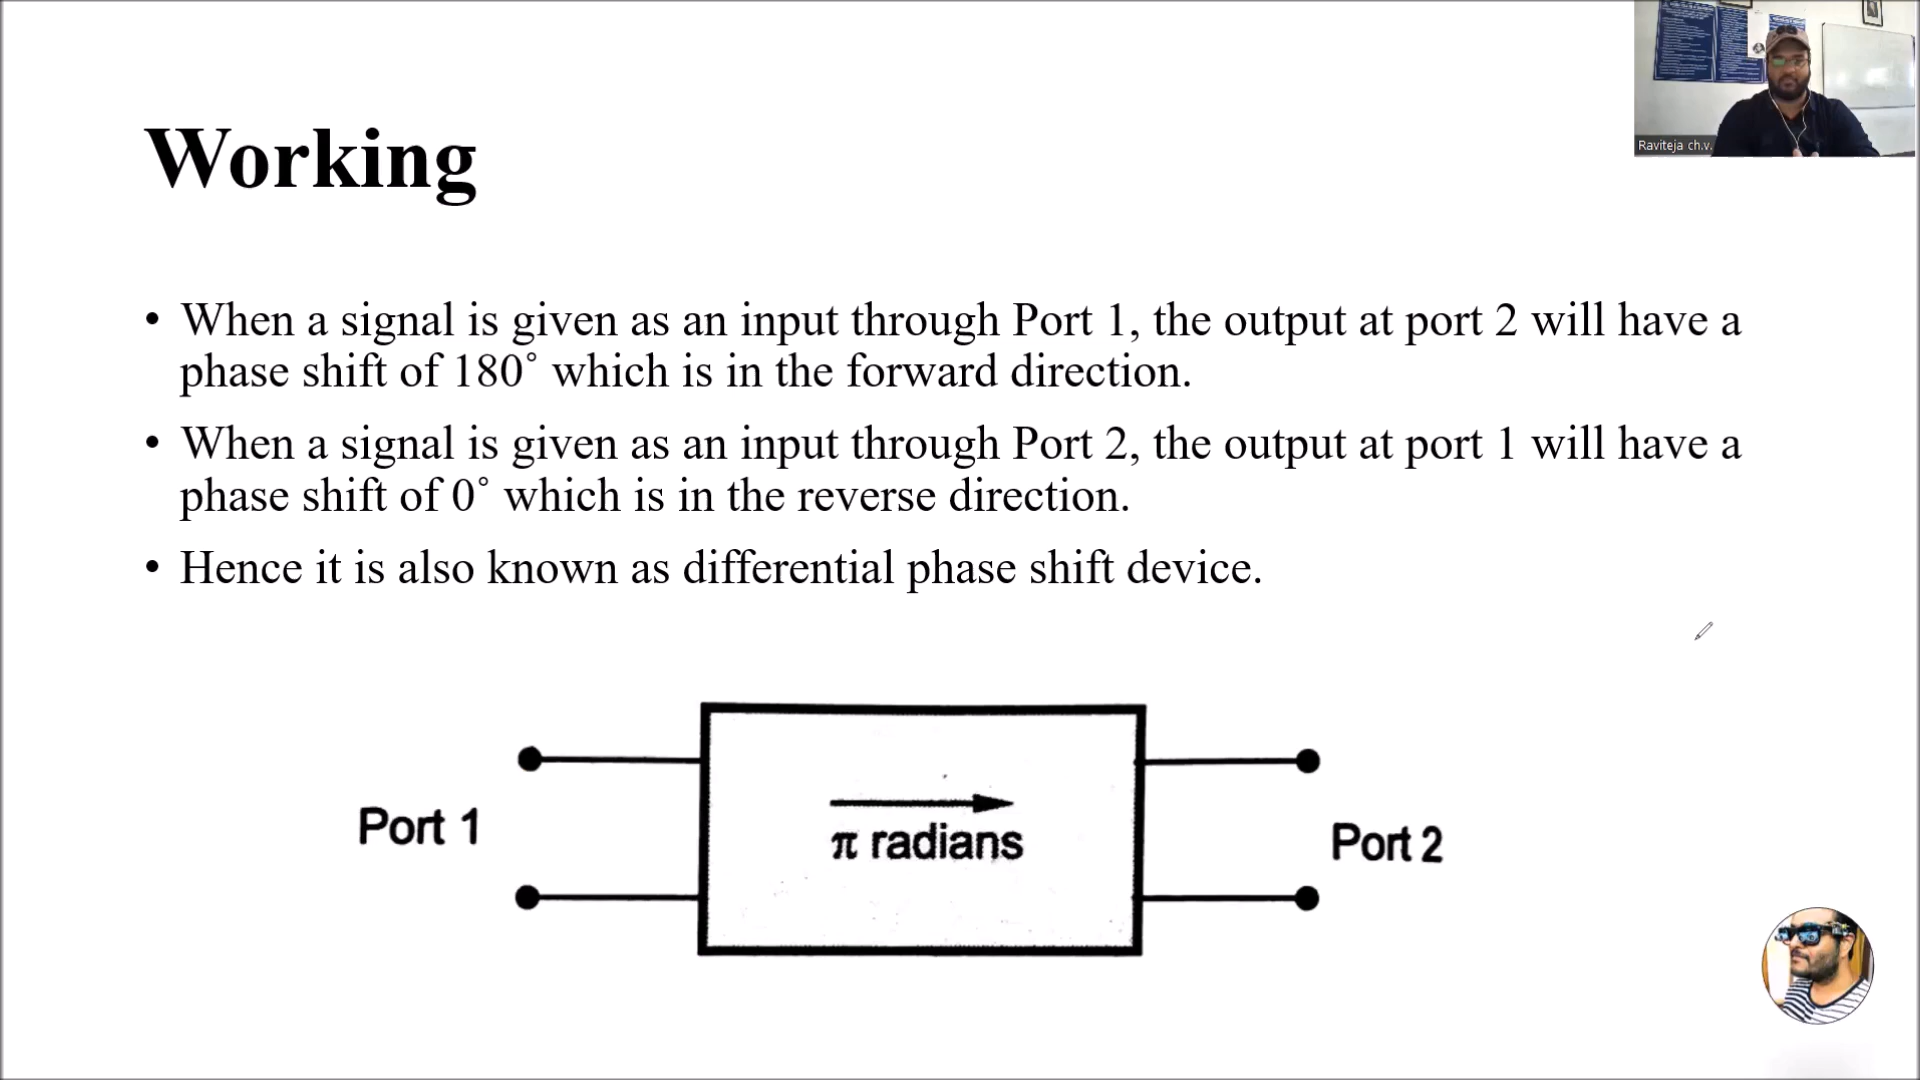 Raviteja ch.v.
Working
• When a signal is given as an input through Port 1, the output at port 2 will have a
phase shift of 180˚ which is in the forward direction.
• When a signal is given as an input through Port 2, the output at port 1 will have a
phase shift of 0˚ which is in the reverse direction.
• Hence it is also known as differential phase shift device.
Port 1
π radians
Port 2